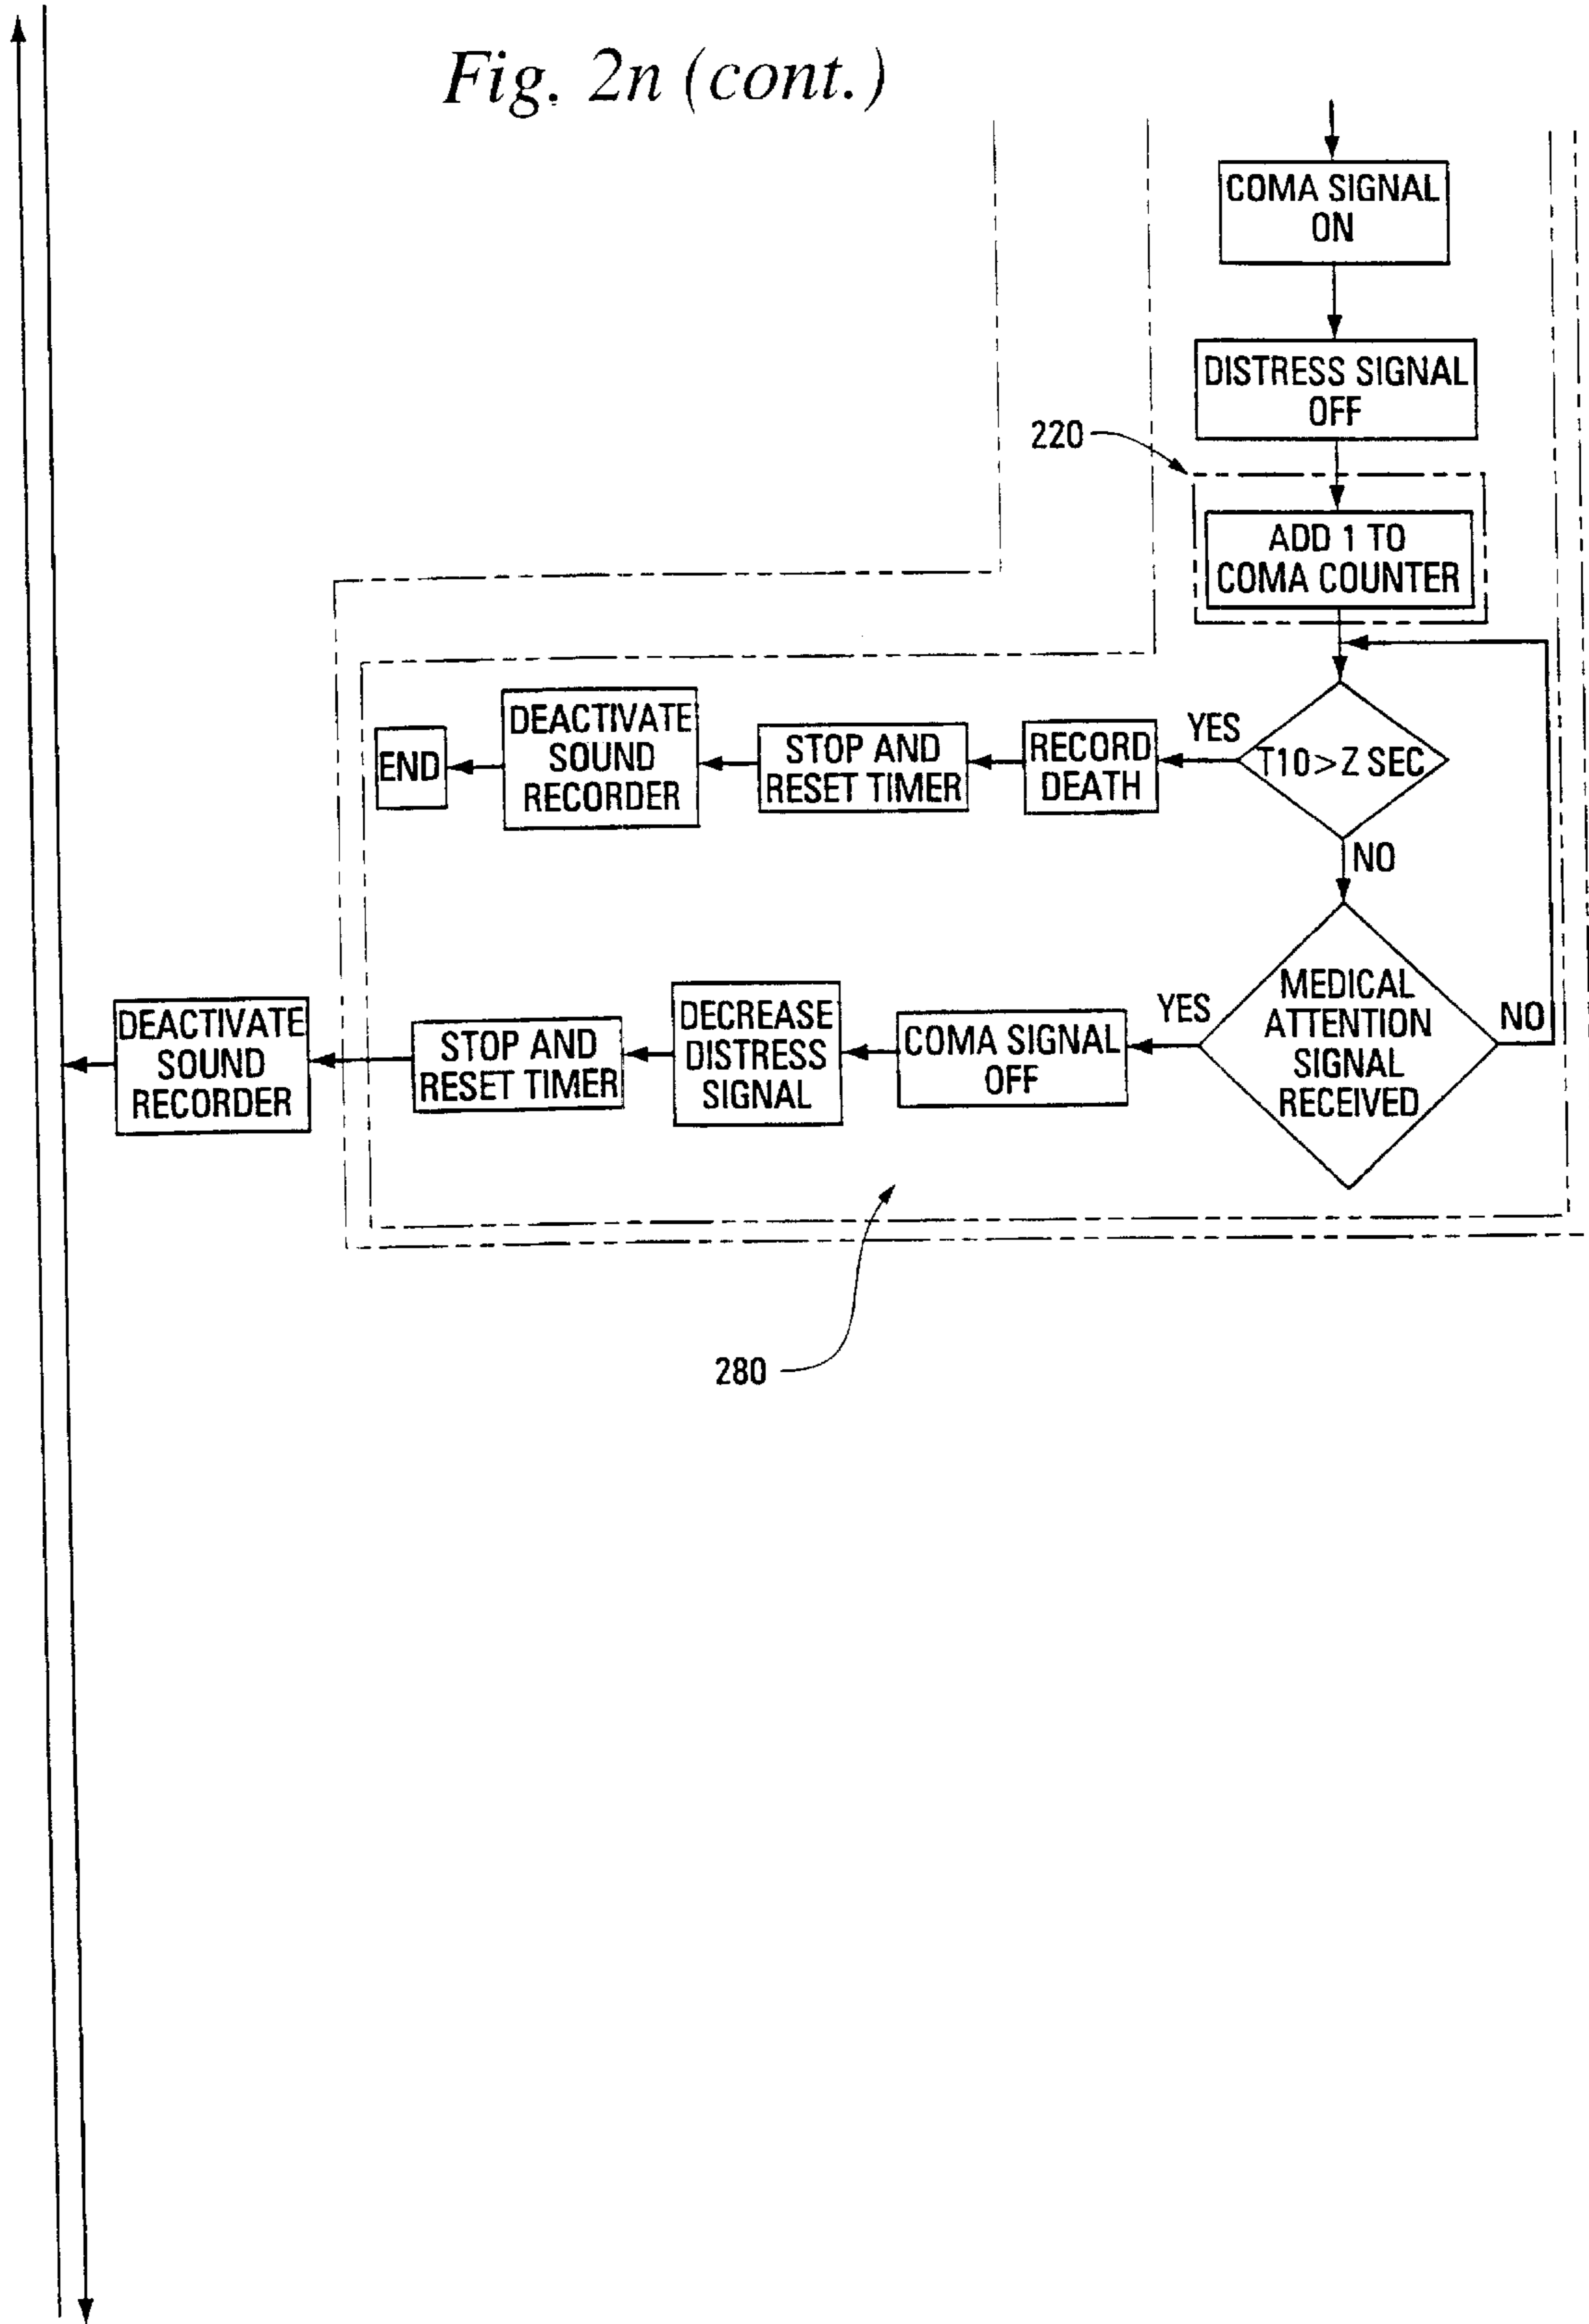 Fig. 2n (cont.)
COMA SIGNAL
ON
DISTRESS SIGNAL
OFF
220
ADD 1 TO
COMA COUNTER
T10>Z SEC
YES
RECORD
DEATH
STOP AND
RESET TIMER
DEACTIVATE
SOUND
RECORDER
END
NO
MEDICAL
ATTENTION
SIGNAL
RECEIVED
NO
YES
COMA SIGNAL
OFF
DECREASE
DISTRESS
SIGNAL
STOP AND
RESET TIMER
DEACTIVATE
SOUND
RECORDER
280